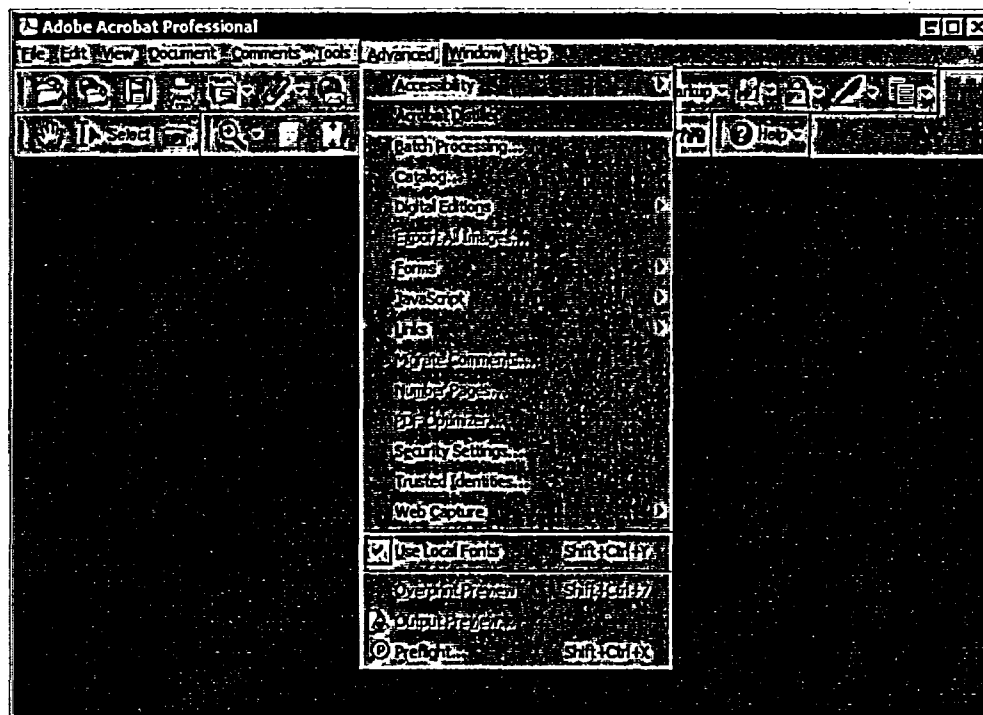 Adobe Acrobat Professional
File Edit View Document Comments Tools Advanced Window Help
Accessibility
Acrobat Distiller
Select
Help
Batch Processing...
Catalog...
Digital Editions
Export All Images...
Forms
JavaScript
Links
Migrate Comments...
Number Pages...
PDF Optimizer...
Security Settings...
Trusted Identities...
Web Capture
Use Local Fonts Shift+Ctrl+Y
Overprint Preview Shift+Ctrl+7
Output Preview...
Preflight... Shift+Ctrl+X